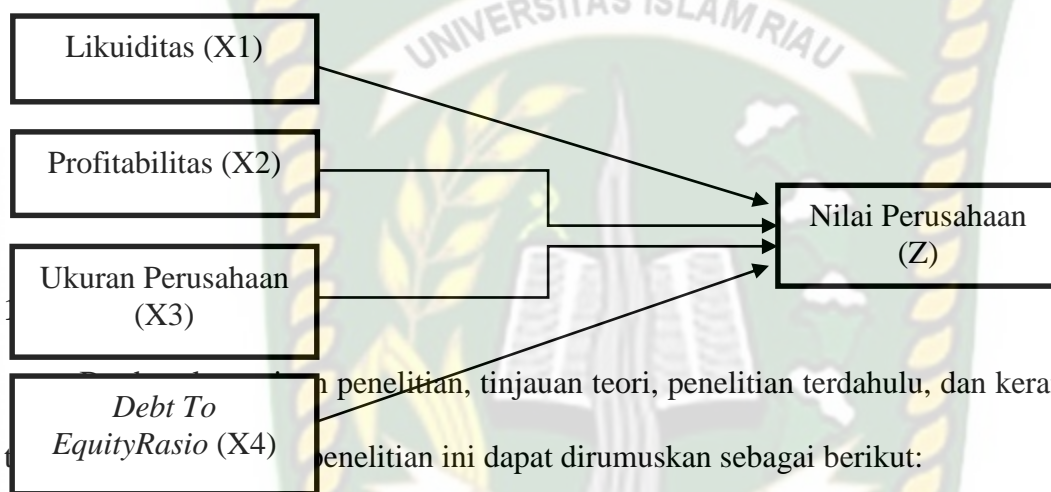 UNIVERSITAS ISLAM RIAU
Likuiditas (X1)
Profitabilitas (X2)
Ukuran Perusahaan
(X3)
Debt To
EquityRasio (X4)
Nilai Perusahaan
(Z)
penelitian, tinjauan teori, penelitian terdahulu, dan
penelitian ini dapat dirumuskan sebagai berikut: